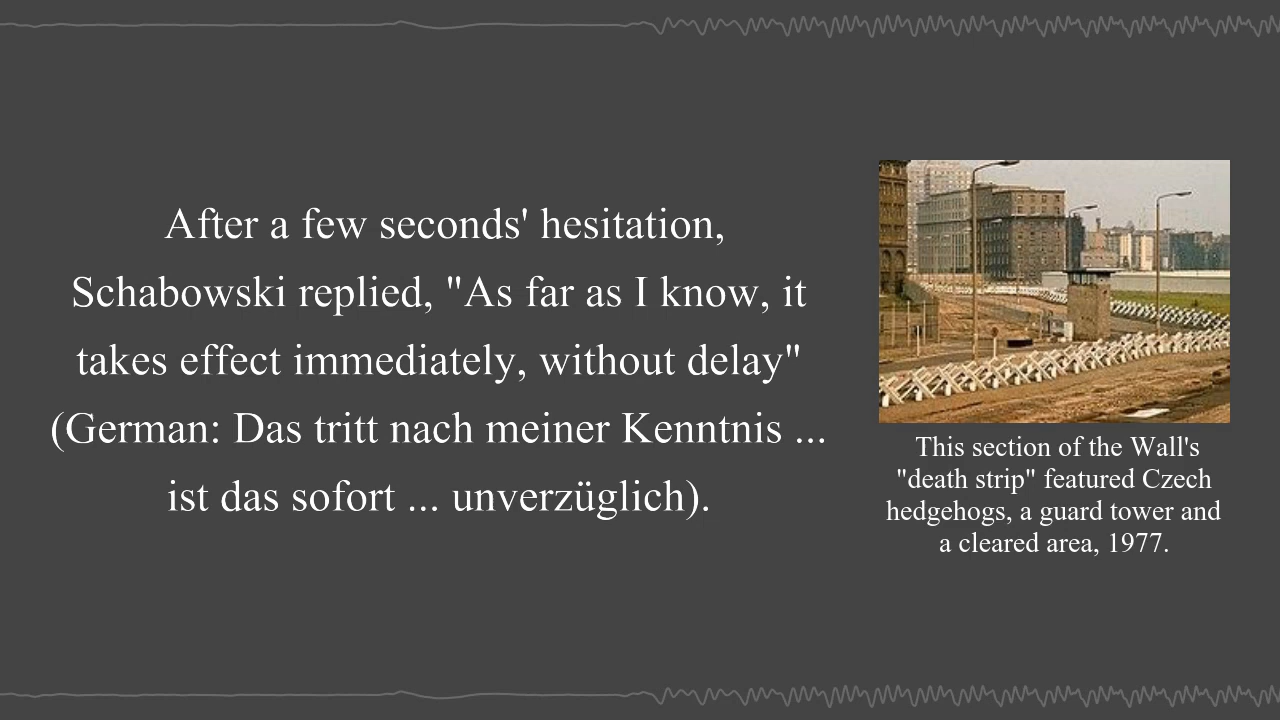 After a few seconds' hesitation,
Schabowski replied, "As far as I know, it
takes effect immediately, without delay"
(German: Das tritt nach meiner Kenntnis ...
ist das sofort ... unverzüglich).
This section of the Wall's
"death strip" featured Czech
hedgehogs, a guard tower and
a cleared area, 1977.